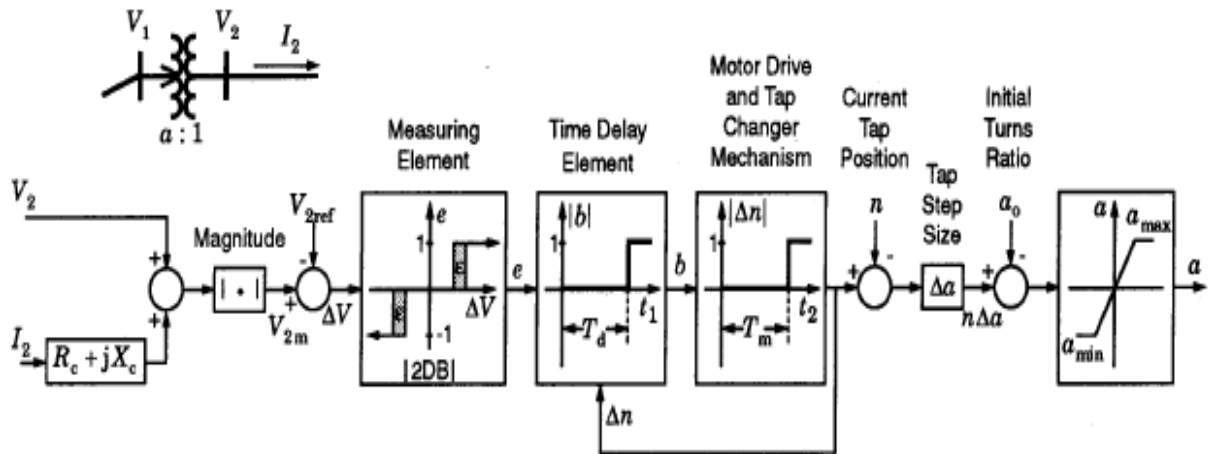 V1 V2
I2
a : 1
Measuring
Element
Time Delay
Element
Motor Drive
and Tap
Changer
Mechanism
Current
Tap
Position
Initial
Turns
Ratio
Tap
Step
Size
V2
V2ref
Magnitude
| • |
+
+
-
+
V2m
ΔV
I2
Rc + jXc
e
1
ε
ε
ΔV
-1
|2DB|
e
|b|
1
t1
Td
b
|Δn|
1
t2
Tm
Δn
n
+
-
Δa
nΔa
a0
+
-
a
amax
amin
a